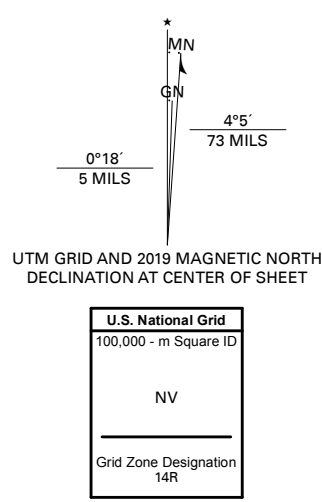 ★
MN
GN
4°5´
73 MILS
0°18´
5 MILS
UTM GRID AND 2019 MAGNETIC NORTH
DECLINATION AT CENTER OF SHEET
U.S. National Grid
100,000 - m Square ID
NV
Grid Zone Designation
14R